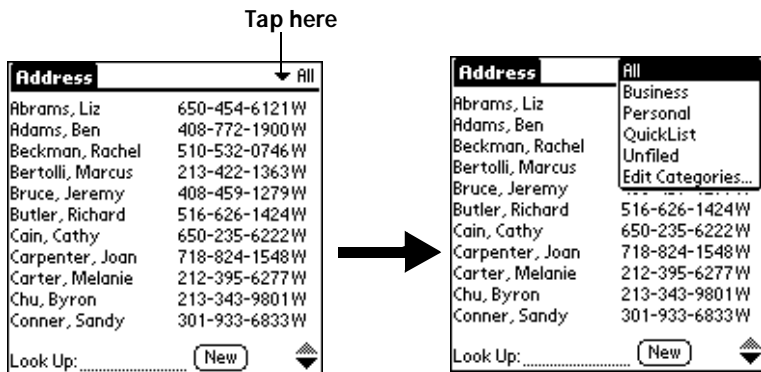 Tap here
Address All
Abrams, Liz 650-454-6121W
Adams, Ben 408-772-1900W
Beckman, Rachel 510-532-0746W
Bertolli, Marcus 213-422-1363W
Bruce, Jeremy 408-459-1279W
Butler, Richard 516-626-1424W
Cain, Cathy 650-235-6222W
Carpenter, Joan 718-824-1548W
Carter, Melanie 212-395-6277W
Chu, Byron 213-343-9801W
Conner, Sandy 301-933-6833W
Look Up: New
Address
All
Business
Personal
QuickList
Unfiled
Edit Categories...
Abrams, Liz
Adams, Ben
Beckman, Rachel
Bertolli, Marcus
Bruce, Jeremy
Butler, Richard 516-626-1424W
Cain, Cathy 650-235-6222W
Carpenter, Joan 718-824-1548W
Carter, Melanie 212-395-6277W
Chu, Byron 213-343-9801W
Conner, Sandy 301-933-6833W
Look Up: New